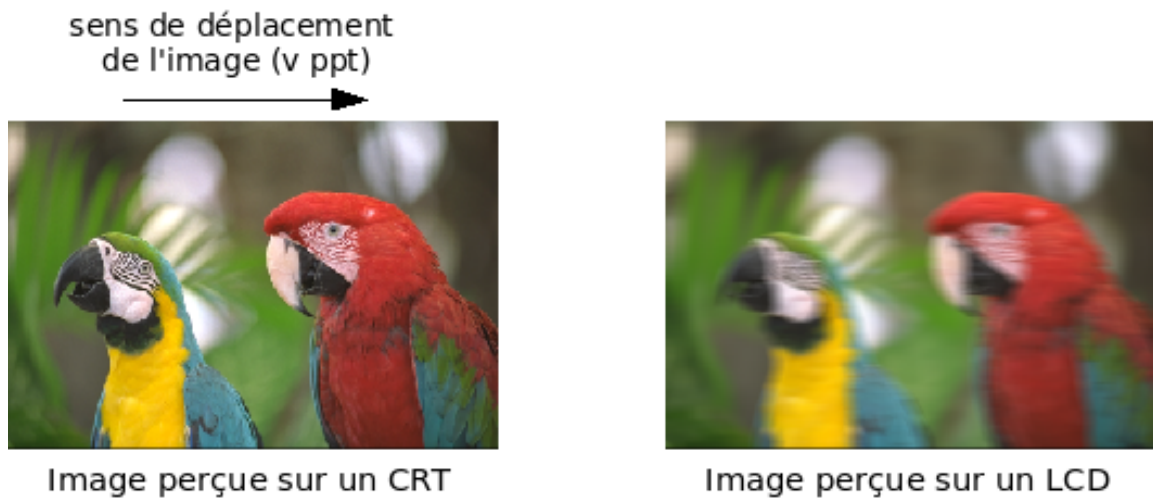 sens de déplacement
de l'image (v ppt)
Image perçue sur un CRT
Image perçue sur un LCD